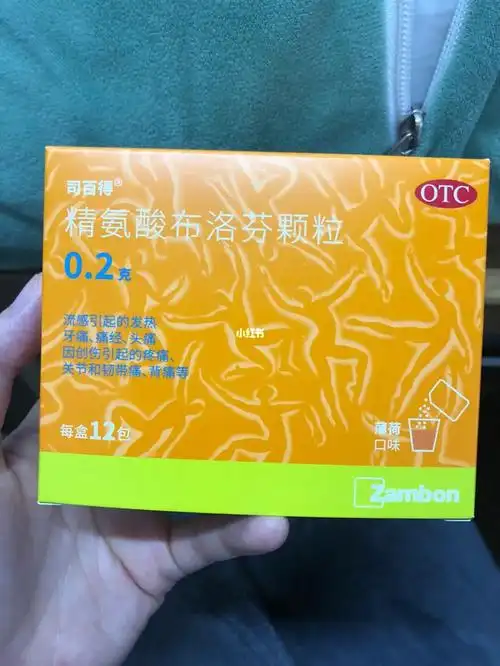 司百得®
OTC
精氨酸布洛芬颗粒
0.2克
小红书
流感引起的发热
牙痛、痛经、头痛
因创伤引起的疼痛、
关节和韧带痛、背痛等
每盒12包
薄荷
口味
Zambon